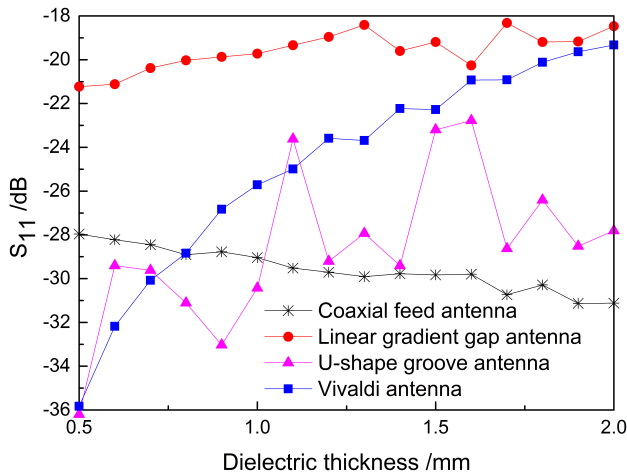 -18
-20
-22
-24
-26
-28
-30
-32
-34
-36
S11 /dB
Coaxial feed antenna
Linear gradient gap antenna
U-shape groove antenna
Vivaldi antenna
0.5 1.0 1.5 2.0
Dielectric thickness /mm